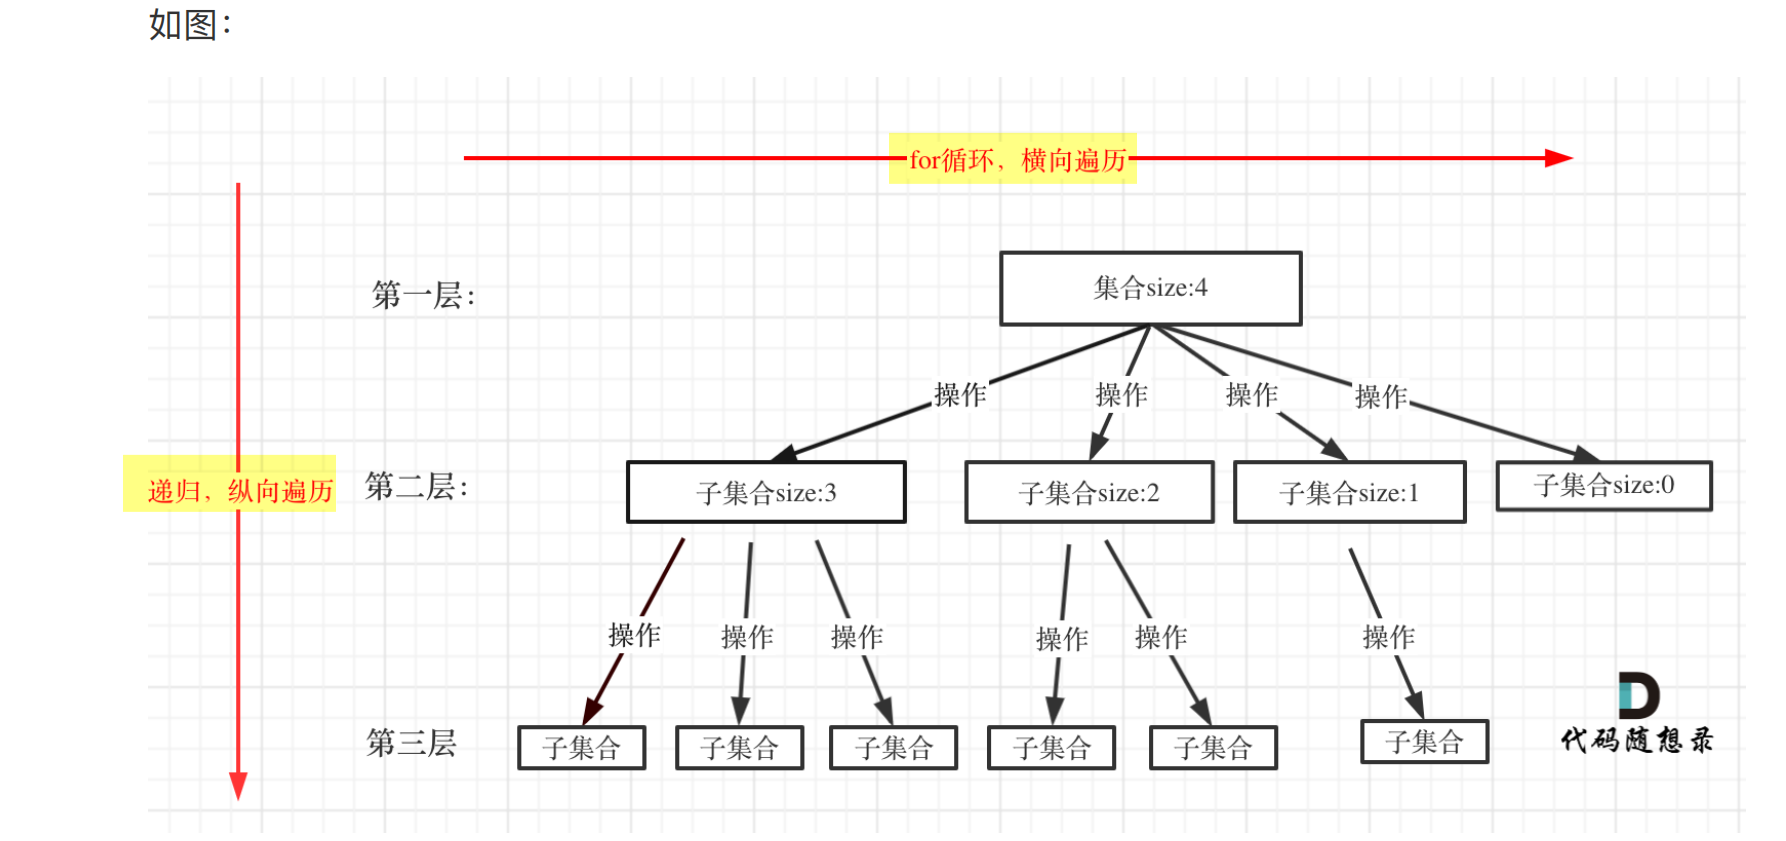 如图：
for循环，横向遍历
第一层：
集合size:4
操作 操作 操作 操作
递归，纵向遍历
第二层：
子集合size:3 子集合size:2 子集合size:1 子集合size:0
操作 操作 操作 操作 操作 操作
第三层
子集合 子集合 子集合 子集合 子集合 子集合
代码随想录